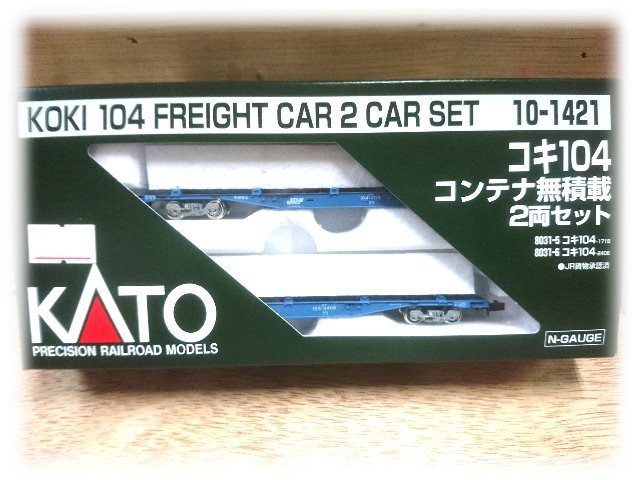 KOKI 104 FREIGHT CAR 2 CAR SET 10-1421
コキ104
コンテナ無積載
2両セット
8031-5 コキ104-1715
8031-6 コキ104-2406
●JR貨物承認済
KATO
PRECISION RAILROAD MODELS
N-GAUGE